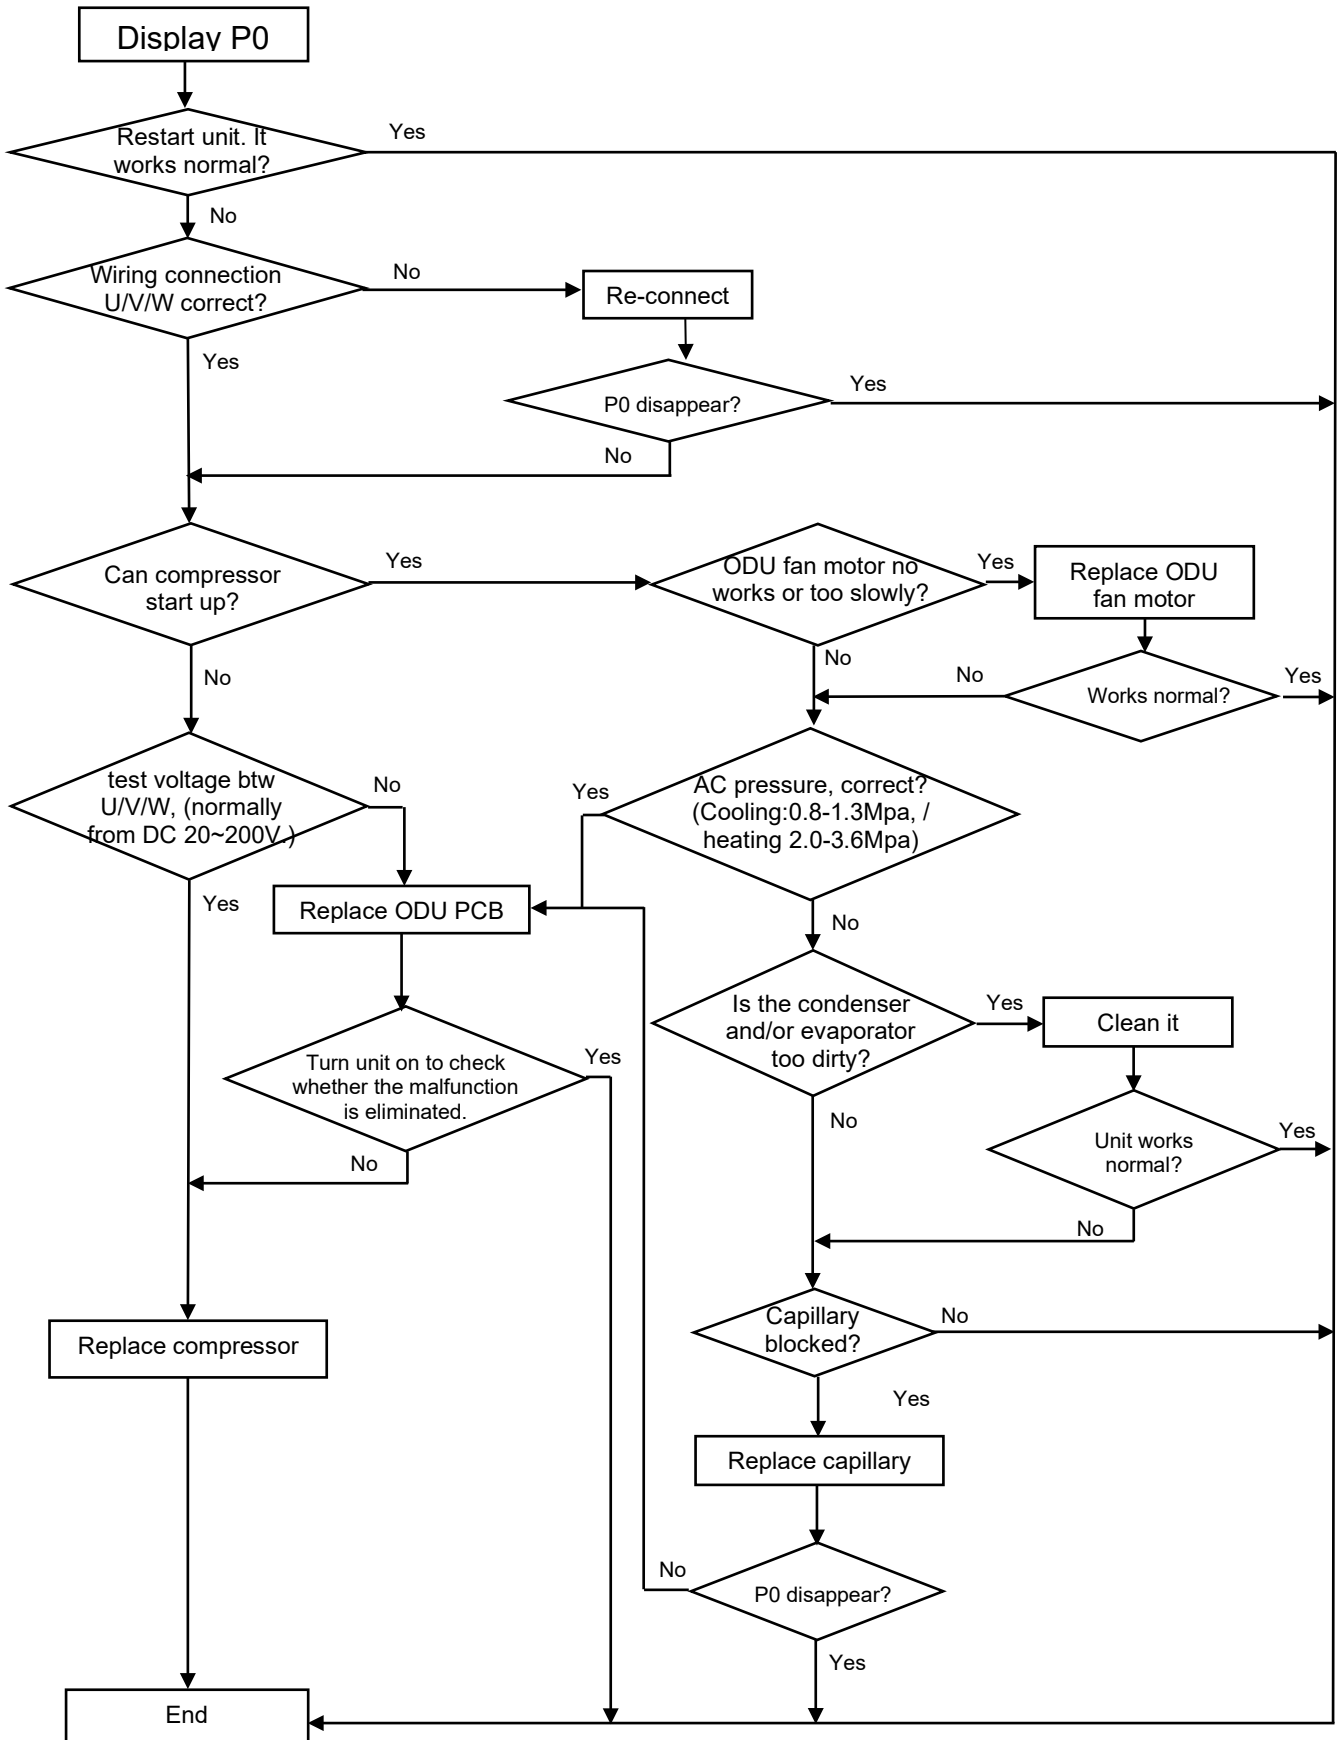 Display P0
Restart unit. It
works normal?
Yes
No
Wiring connection
U/V/W correct?
No
Re-connect
Yes
P0 disappear?
Yes
No
Can compressor
start up?
Yes
ODU fan motor no
works or too slowly?
Yes
Replace ODU
fan motor
No
No
Works normal?
Yes
No
test voltage btw
U/V/W, (normally
from DC 20~200V.)
No
Yes
AC pressure, correct?
(Cooling:0.8-1.3Mpa, /
heating 2.0-3.6Mpa)
Yes
Replace ODU PCB
No
Is the condenser
and/or evaporator
too dirty?
Yes
Clean it
Turn unit on to check
whether the malfunction
is eliminated.
Yes
No
No
Unit works
normal?
Yes
No
Capillary
blocked?
No
Replace compressor
Yes
Replace capillary
No
P0 disappear?
Yes
End